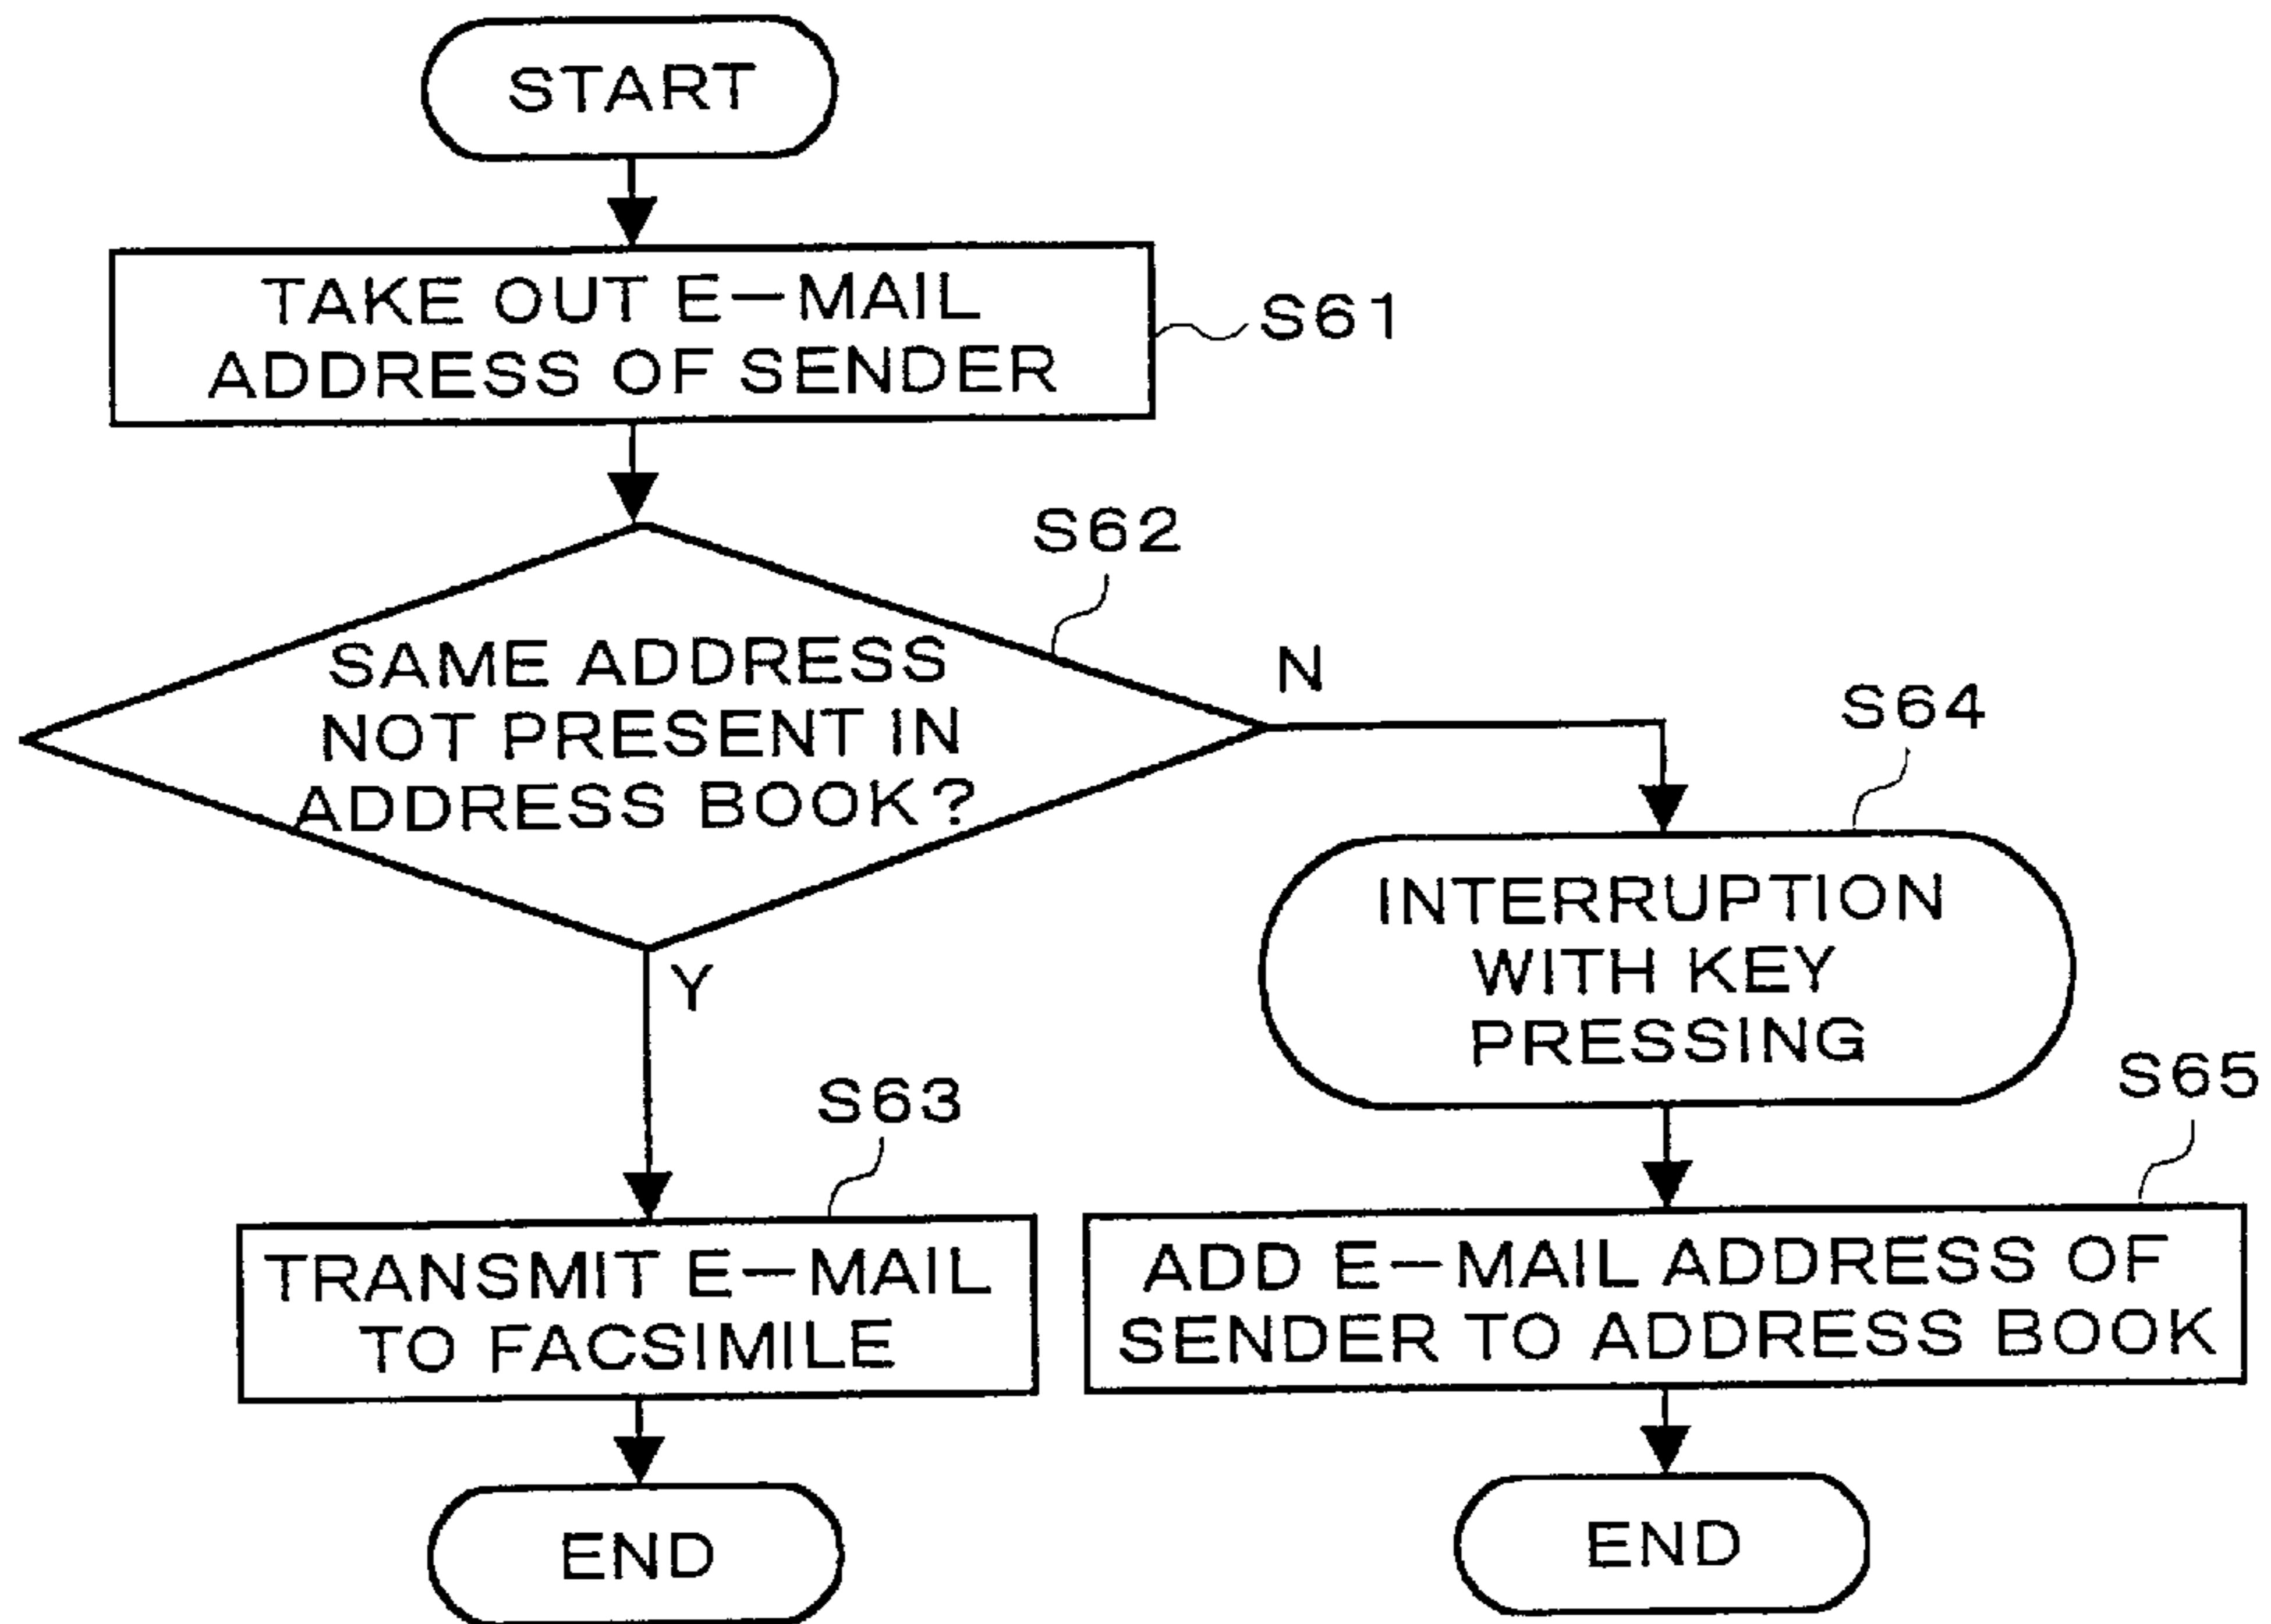 START
TAKE OUT E-MAIL
ADDRESS OF SENDER
S61
S62
SAME ADDRESS
NOT PRESENT IN
ADDRESS BOOK?
N
Y
S64
INTERRUPTION
WITH KEY
PRESSING
S63
TRANSMIT E-MAIL
TO FACSIMILE
S65
ADD E-MAIL ADDRESS OF
SENDER TO ADDRESS BOOK
END
END